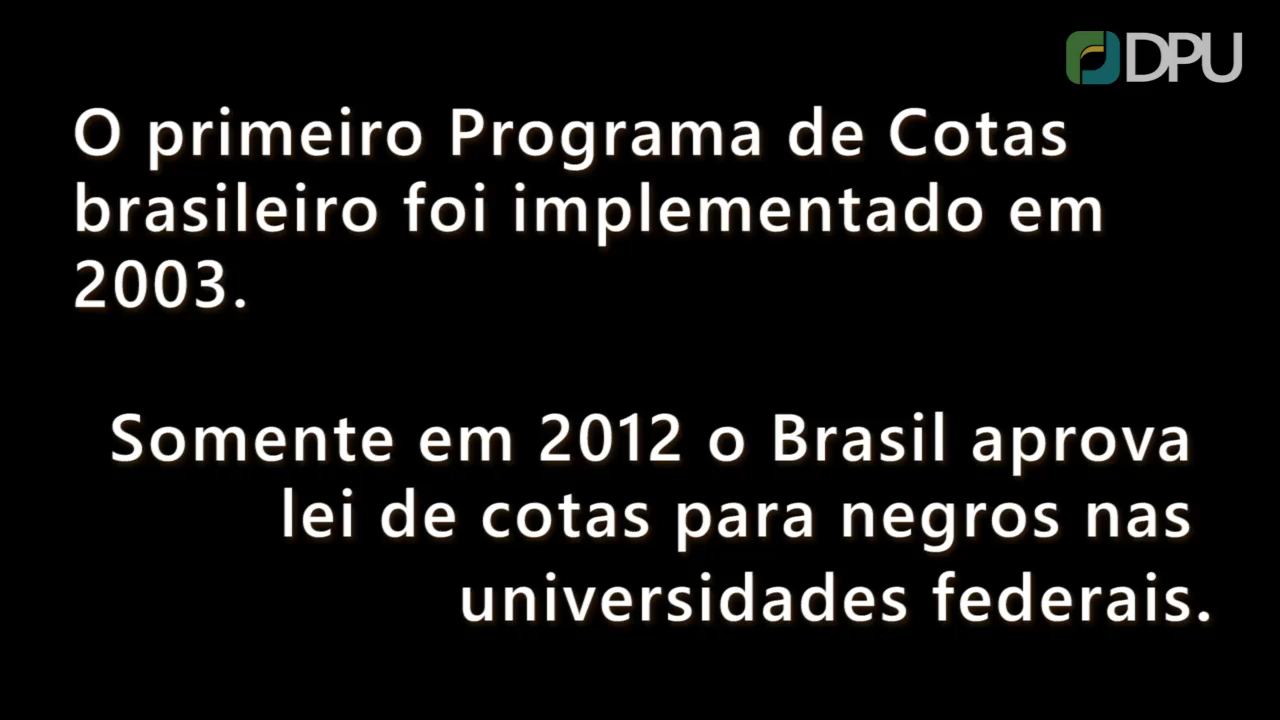 DPU
O primeiro Programa de Cotas
brasileiro foi implementado em
2003.
Somente em 2012 o Brasil aprova
lei de cotas para negros nas
universidades federais.